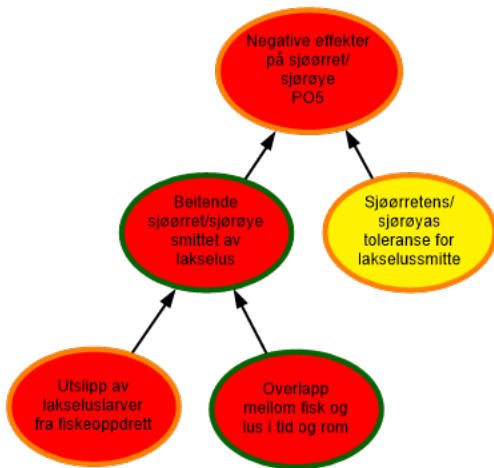 Negative effekter
på sjøørret/
sjørøye
PO5
Beitende
sjøørret/sjørøye
smittet av
lakselus
Sjøørretens/
sjørøyas
toleranse for
lakselussmitte
Utslipp av
lakseluslarver
fra fiskeoppdrett
Overlapp
mellom fisk og
lus i tid og rom